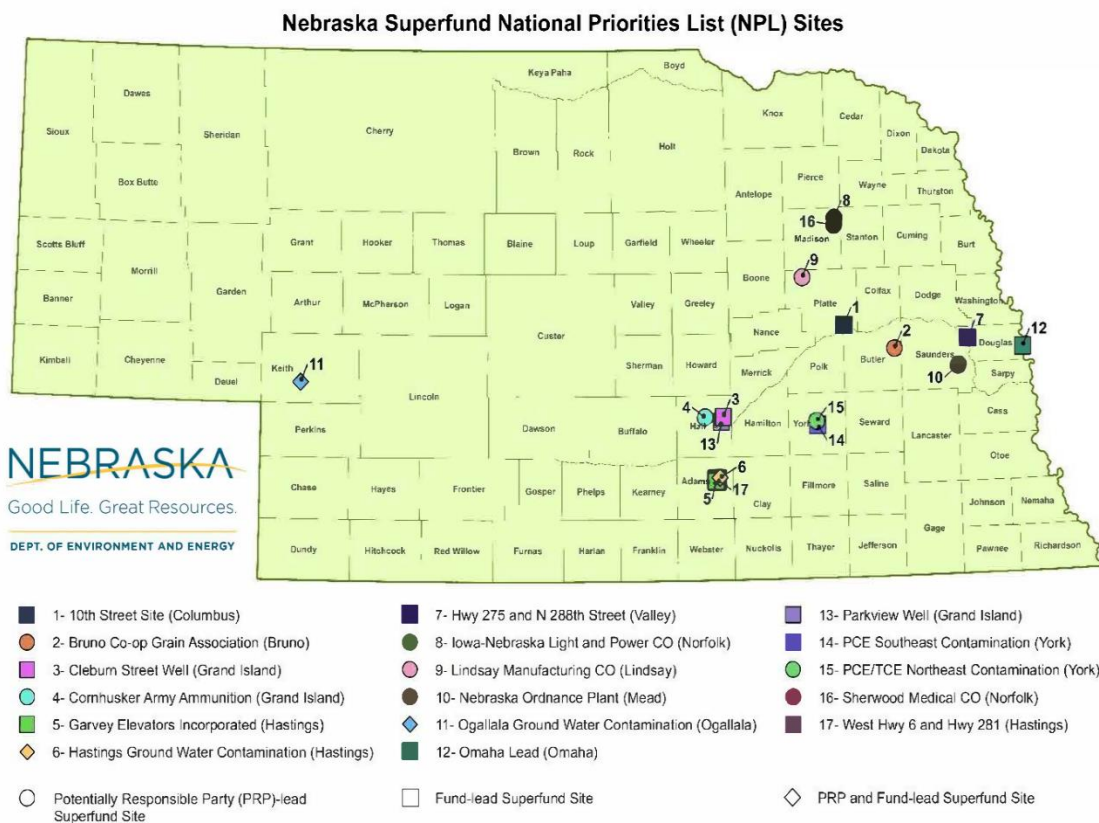 Nebraska Superfund National Priorities List (NPL) Sites
Boyd
Keya Paha
Dawes
Knox
Cedar
Sioux
Sheridan
Cherry
Dixon
Brown
Rock
Holt
Dakota
Box Butte
Pierce
Wayne
Antelope
Thurston
8
16
Scotts Bluff
Grant
Hooker
Thomas
Blaine
Loup
Garfield
Wheeler
Madison
Stanton
Cuming
Burt
Morrill
9
Boone
Banner
Garden
Arthur
McPherson
Logan
Valley
Greeley
Platte
Colfax
Dodge
Washington
1
Custer
Nance
2
7
12
Kimball
Cheyenne
Douglas
11
Keith
Sherman
Howard
Merrick
Polk
Butler
Saunders
10
Sarpy
Deuel
Lincoln
4
3
15
Cass
Perkins
Dawson
Buffalo
Hall
Hamilton
York
Seward
Lancaster
13
14
Otoe
6
Chase
Hayes
Frontier
Gosper
Phelps
Kearney
Adams
17
5
Clay
Fillmore
Saline
Johnson
Nemaha
Gage
Dundy
Hitchcock
Red Willow
Furnas
Harlan
Franklin
Webster
Nuckolls
Thayer
Jefferson
Pawnee
Richardson
NEBRASKA
Good Life. Great Resources.
DEPT. OF ENVIRONMENT AND ENERGY
1- 10th Street Site (Columbus)
2- Bruno Co-op Grain Association (Bruno)
3- Cleburn Street Well (Grand Island)
4- Cornhusker Army Ammunition (Grand Island)
5- Garvey Elevators Incorporated (Hastings)
6- Hastings Ground Water Contamination (Hastings)
7- Hwy 275 and N 288th Street (Valley)
8- Iowa-Nebraska Light and Power CO (Norfolk)
9- Lindsay Manufacturing CO (Lindsay)
10- Nebraska Ordnance Plant (Mead)
11- Ogallala Ground Water Contamination (Ogallala)
12- Omaha Lead (Omaha)
13- Parkview Well (Grand Island)
14- PCE Southeast Contamination (York)
15- PCE/TCE Northeast Contamination (York)
16- Sherwood Medical CO (Norfolk)
17- West Hwy 6 and Hwy 281 (Hastings)
Potentially Responsible Party (PRP)-lead
Superfund Site
Fund-lead Superfund Site
PRP and Fund-lead Superfund Site